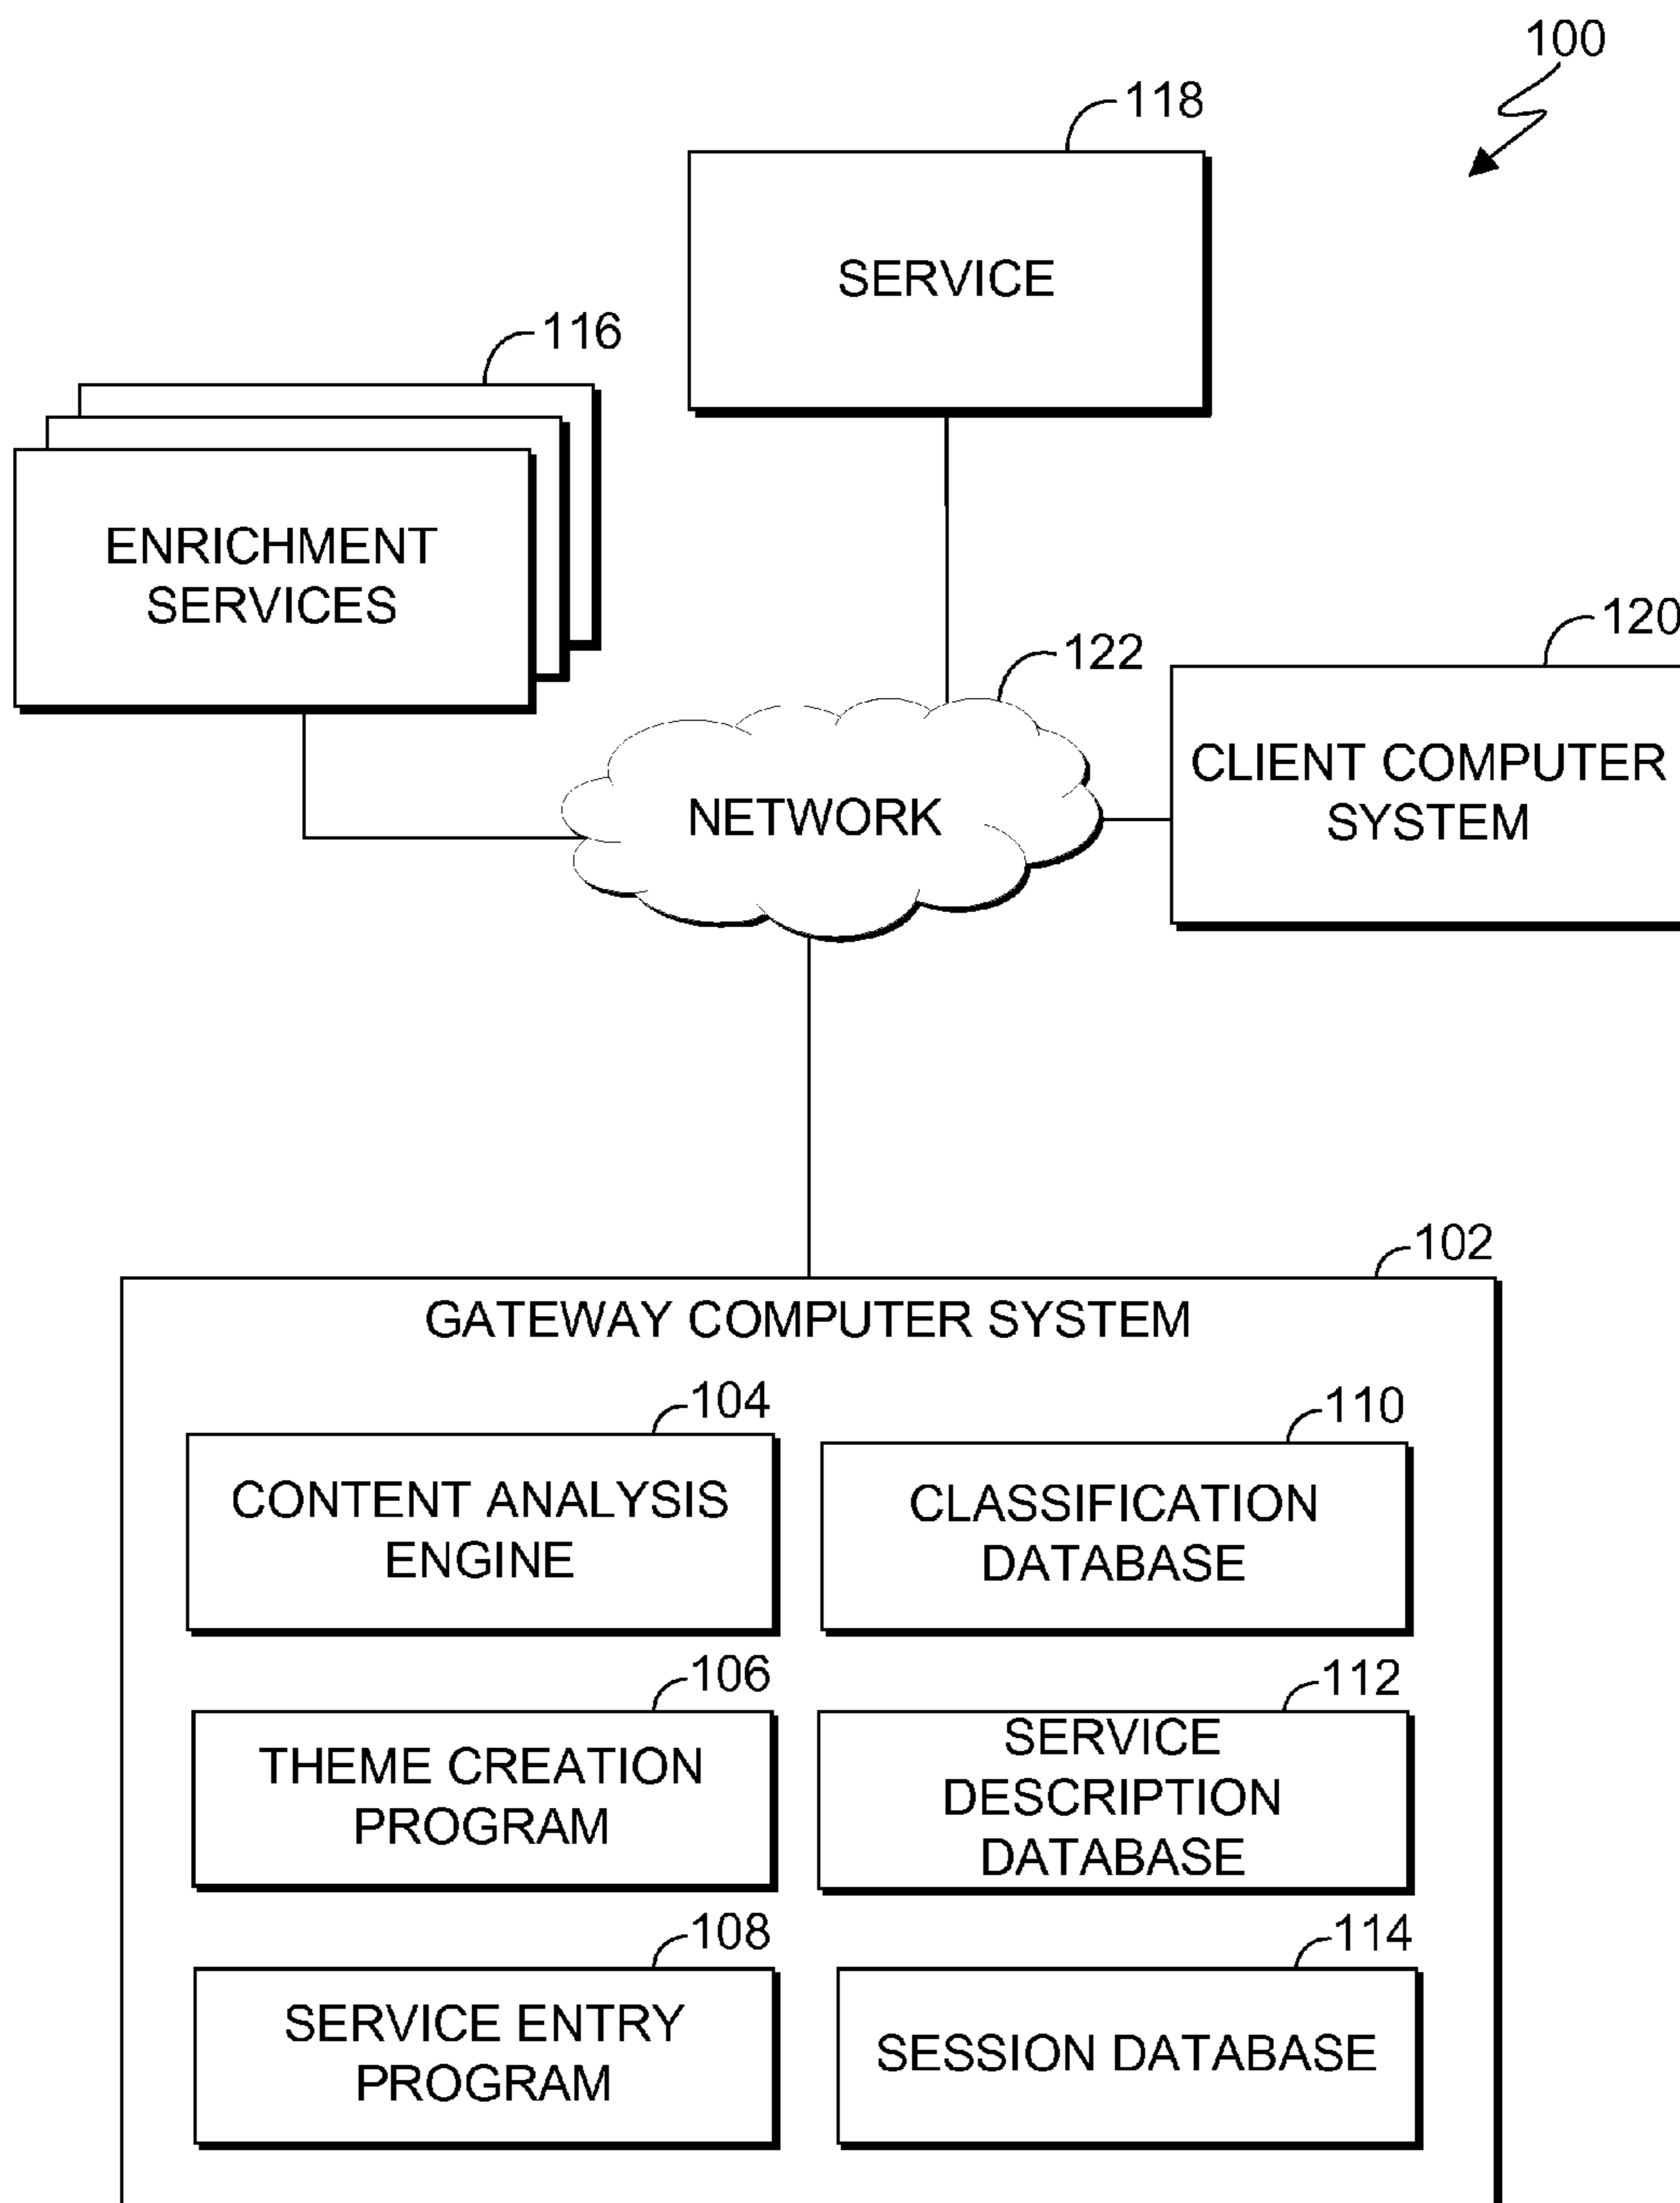 100
118
SERVICE
116
ENRICHMENT
SERVICES
120
122
CLIENT COMPUTER
SYSTEM
NETWORK
102
GATEWAY COMPUTER SYSTEM
104
CONTENT ANALYSIS
ENGINE
110
CLASSIFICATION
DATABASE
106
THEME CREATION
PROGRAM
112
SERVICE
DESCRIPTION
DATABASE
108
SERVICE ENTRY
PROGRAM
114
SESSION DATABASE